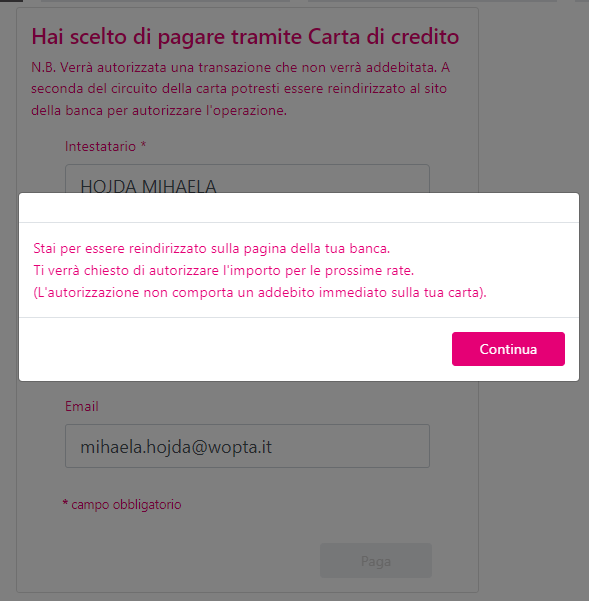 Hai scelto di pagare tramite Carta di credito
N.B. Verrà autorizzata una transazione che non verrà addebitata. A
seconda del circuito della carta potresti essere reindirizzato al sito
della banca per autorizzare l'operazione.
Intestatario *
HOJDA MIHAELA
Stai per essere reindirizzato sulla pagina della tua banca.
Ti verrà chiesto di autorizzare l'importo per le prossime rate.
(L'autorizzazione non comporta un addebito immediato sulla tua carta).
Continua
Email
mihaela.hojda@wopta.it
* campo obbligatorio
Paga